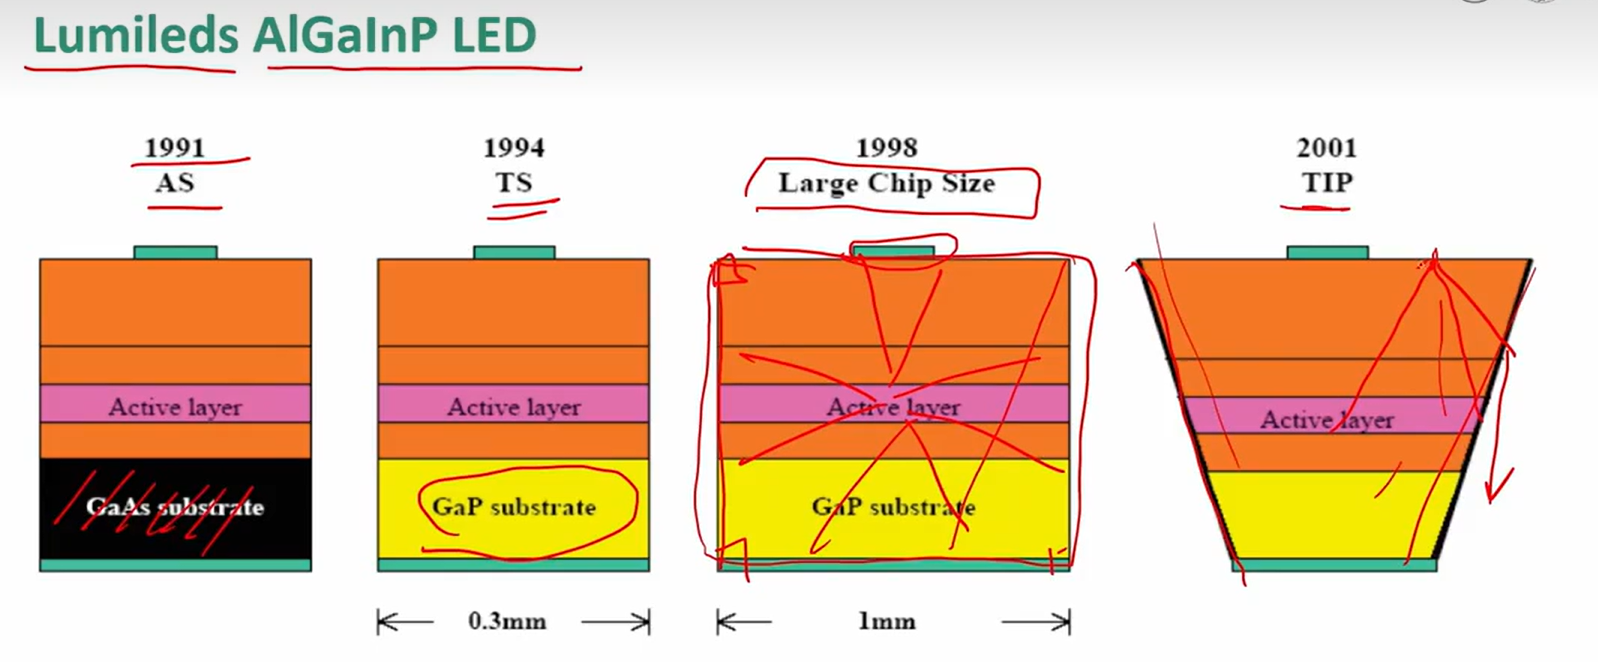 Lumileds AlGaInP LED
1991
AS
1994
TS
1998
Large Chip Size
2001
TIP
Active layer
GaAs substrate
Active layer
GaP substrate
0.3mm
Active layer
GaP substrate
1mm
Active layer